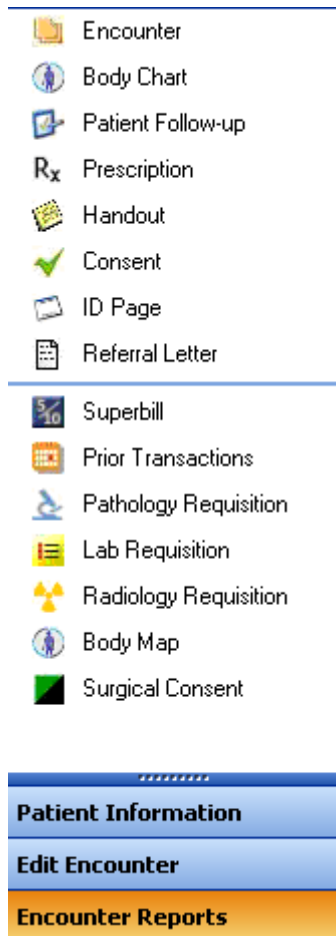 Encounter
Body Chart
Patient Follow-up
Rx Prescription
Handout
Consent
ID Page
Referral Letter
5/10 Superbill
Prior Transactions
Pathology Requisition
Lab Requisition
Radiology Requisition
Body Map
Surgical Consent
Patient Information
Edit Encounter
Encounter Reports